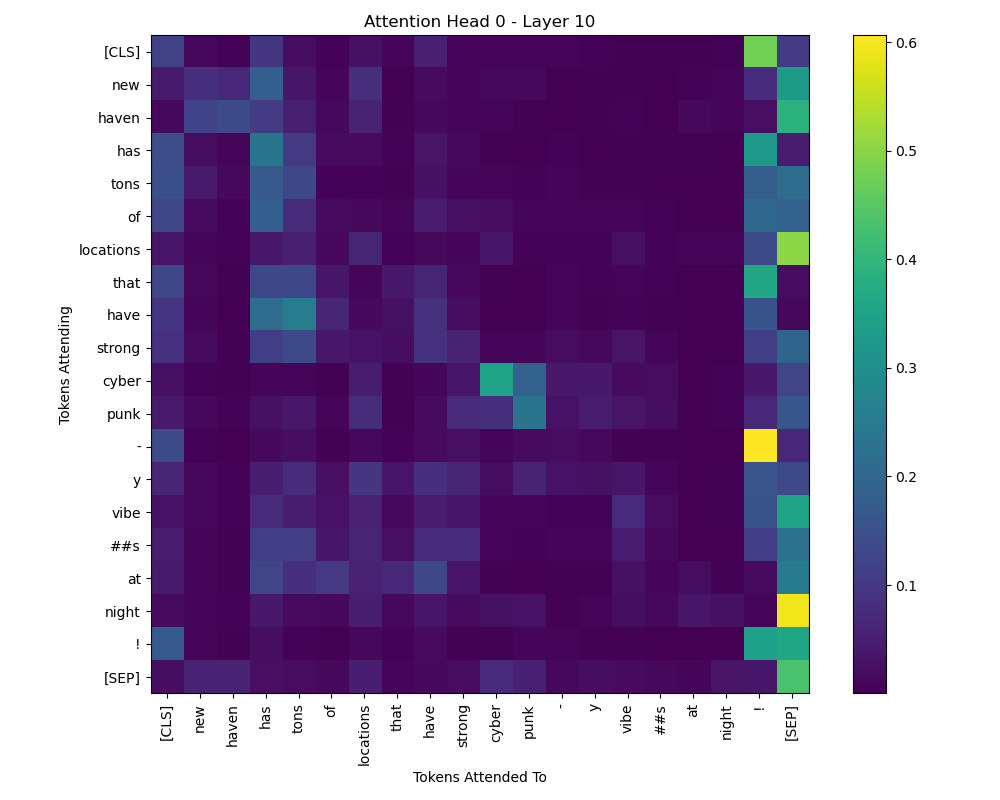 Attention Head 0 - Layer 10
Tokens Attending
[CLS]
new
haven
has
tons
of
locations
that
have
strong
cyber
punk
-
y
vibe
##s
at
night
!
[SEP]
[CLS]
new
haven
has
tons
of
locations
that
have
strong
cyber
punk
-
y
vibe
##s
at
night
!
[SEP]
Tokens Attended To
0.6
0.5
0.4
0.3
0.2
0.1